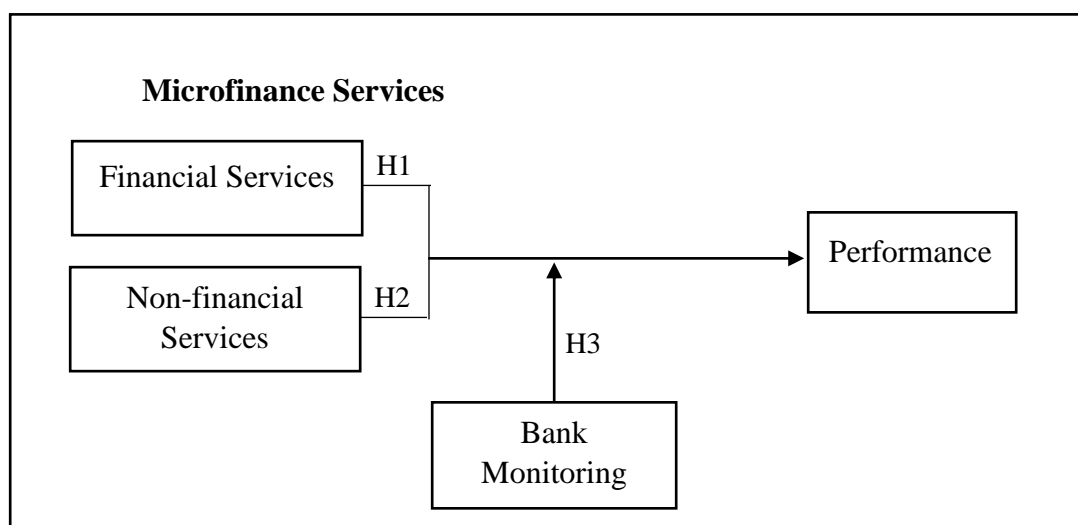 Microfinance Services
Financial Services
H1
Performance
Non-financial
Services
H2
H3
Bank
Monitoring